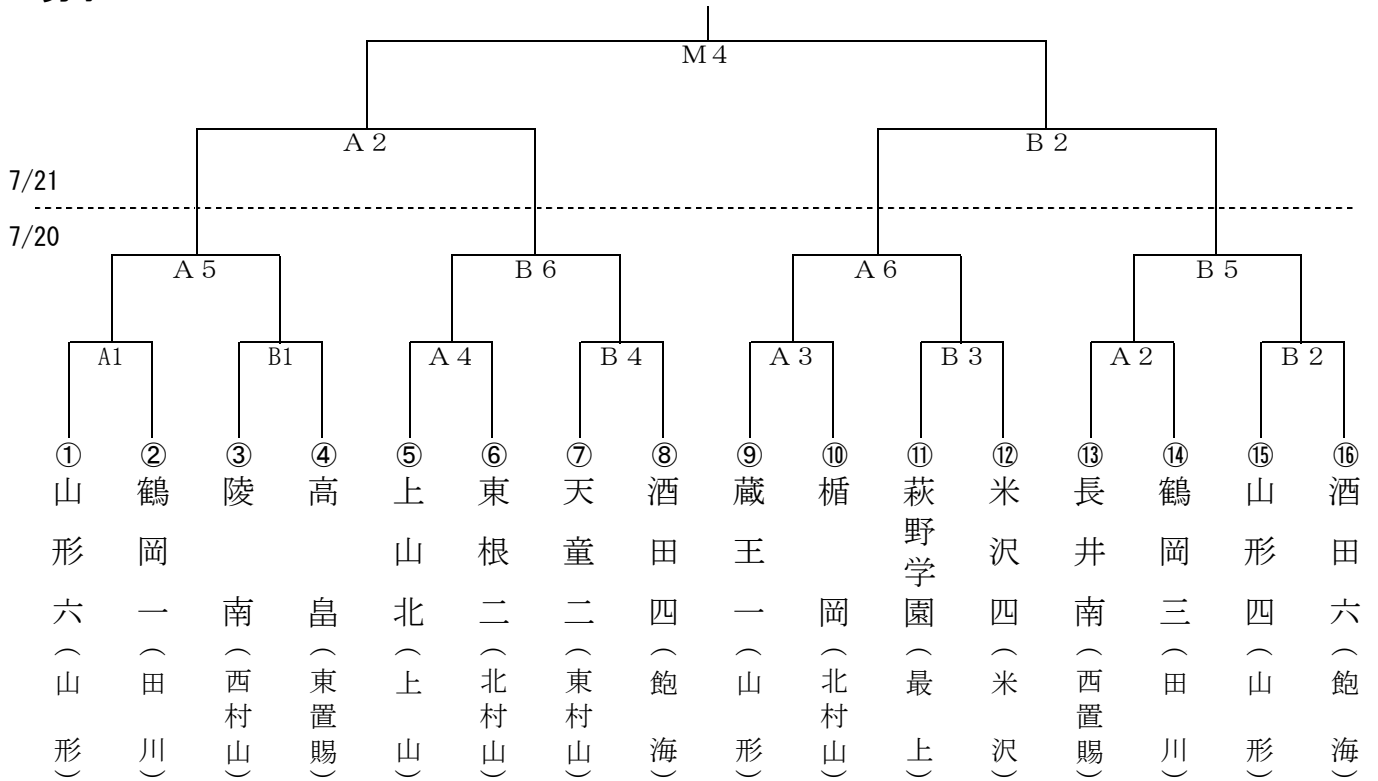 M4
A2
B2
7/21
7/20
A5
B6
A6
B5
A1
B1
A4
B4
A3
B3
A2
B2
①山形六(山形)
②鶴岡一(田川)
③陵南(西村山)
④高畠(東置賜)
⑤上山北(上山)
⑥東根二(北村山)
⑦天童二(東村山)
⑧酒田四(飽海)
⑨蔵王一(山形)
⑩楯岡(北村山)
⑪萩野学園(最上)
⑫米沢四(米沢)
⑬長井南(西置賜)
⑭鶴岡三(田川)
⑮山形四(山形)
⑯酒田六(飽海)